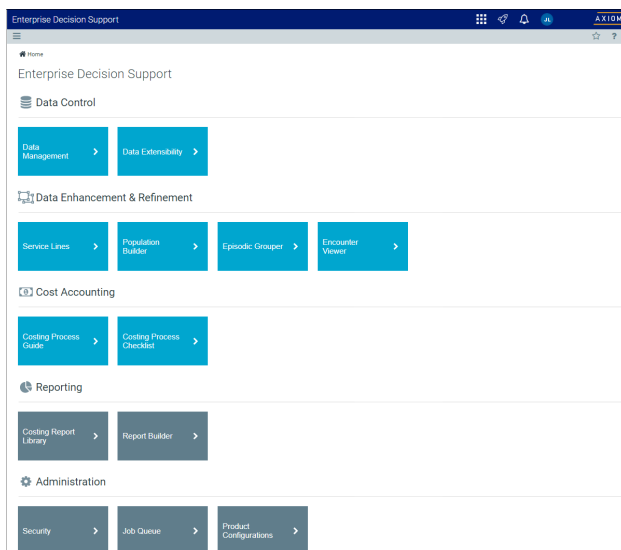 Enterprise Decision Support
JL
AXIOM
?
Home
Enterprise Decision Support
Data Control
Data
Management
Data Extensibility
Data Enhancement & Refinement
Service Lines
Population
Builder
Episodic Grouper
Encounter
Viewer
Cost Accounting
Costing Process
Guide
Costing Process
Checklist
Reporting
Costing Report
Library
Report Builder
Administration
Security
Job Queue
Product
Configurations